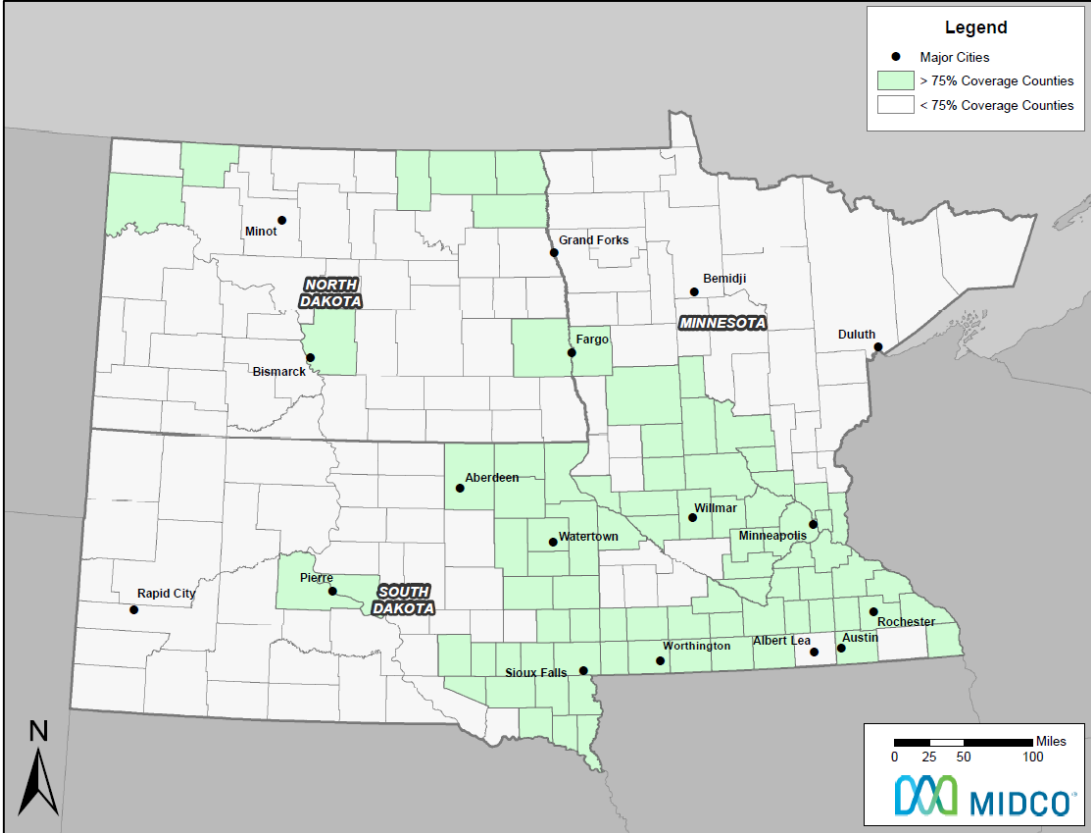 Legend
Major Cities
> 75% Coverage Counties
< 75% Coverage Counties
Minot
Grand Forks
NORTH
DAKOTA
Bemidji
MINNESOTA
Duluth
Fargo
Bismarck
Aberdeen
Willmar
Watertown
Minneapolis
Pierre
SOUTH
DAKOTA
Rapid City
Rochester
Albert Lea
Austin
Worthington
Sioux Falls
N
Miles
0 25 50 100
MIDCO